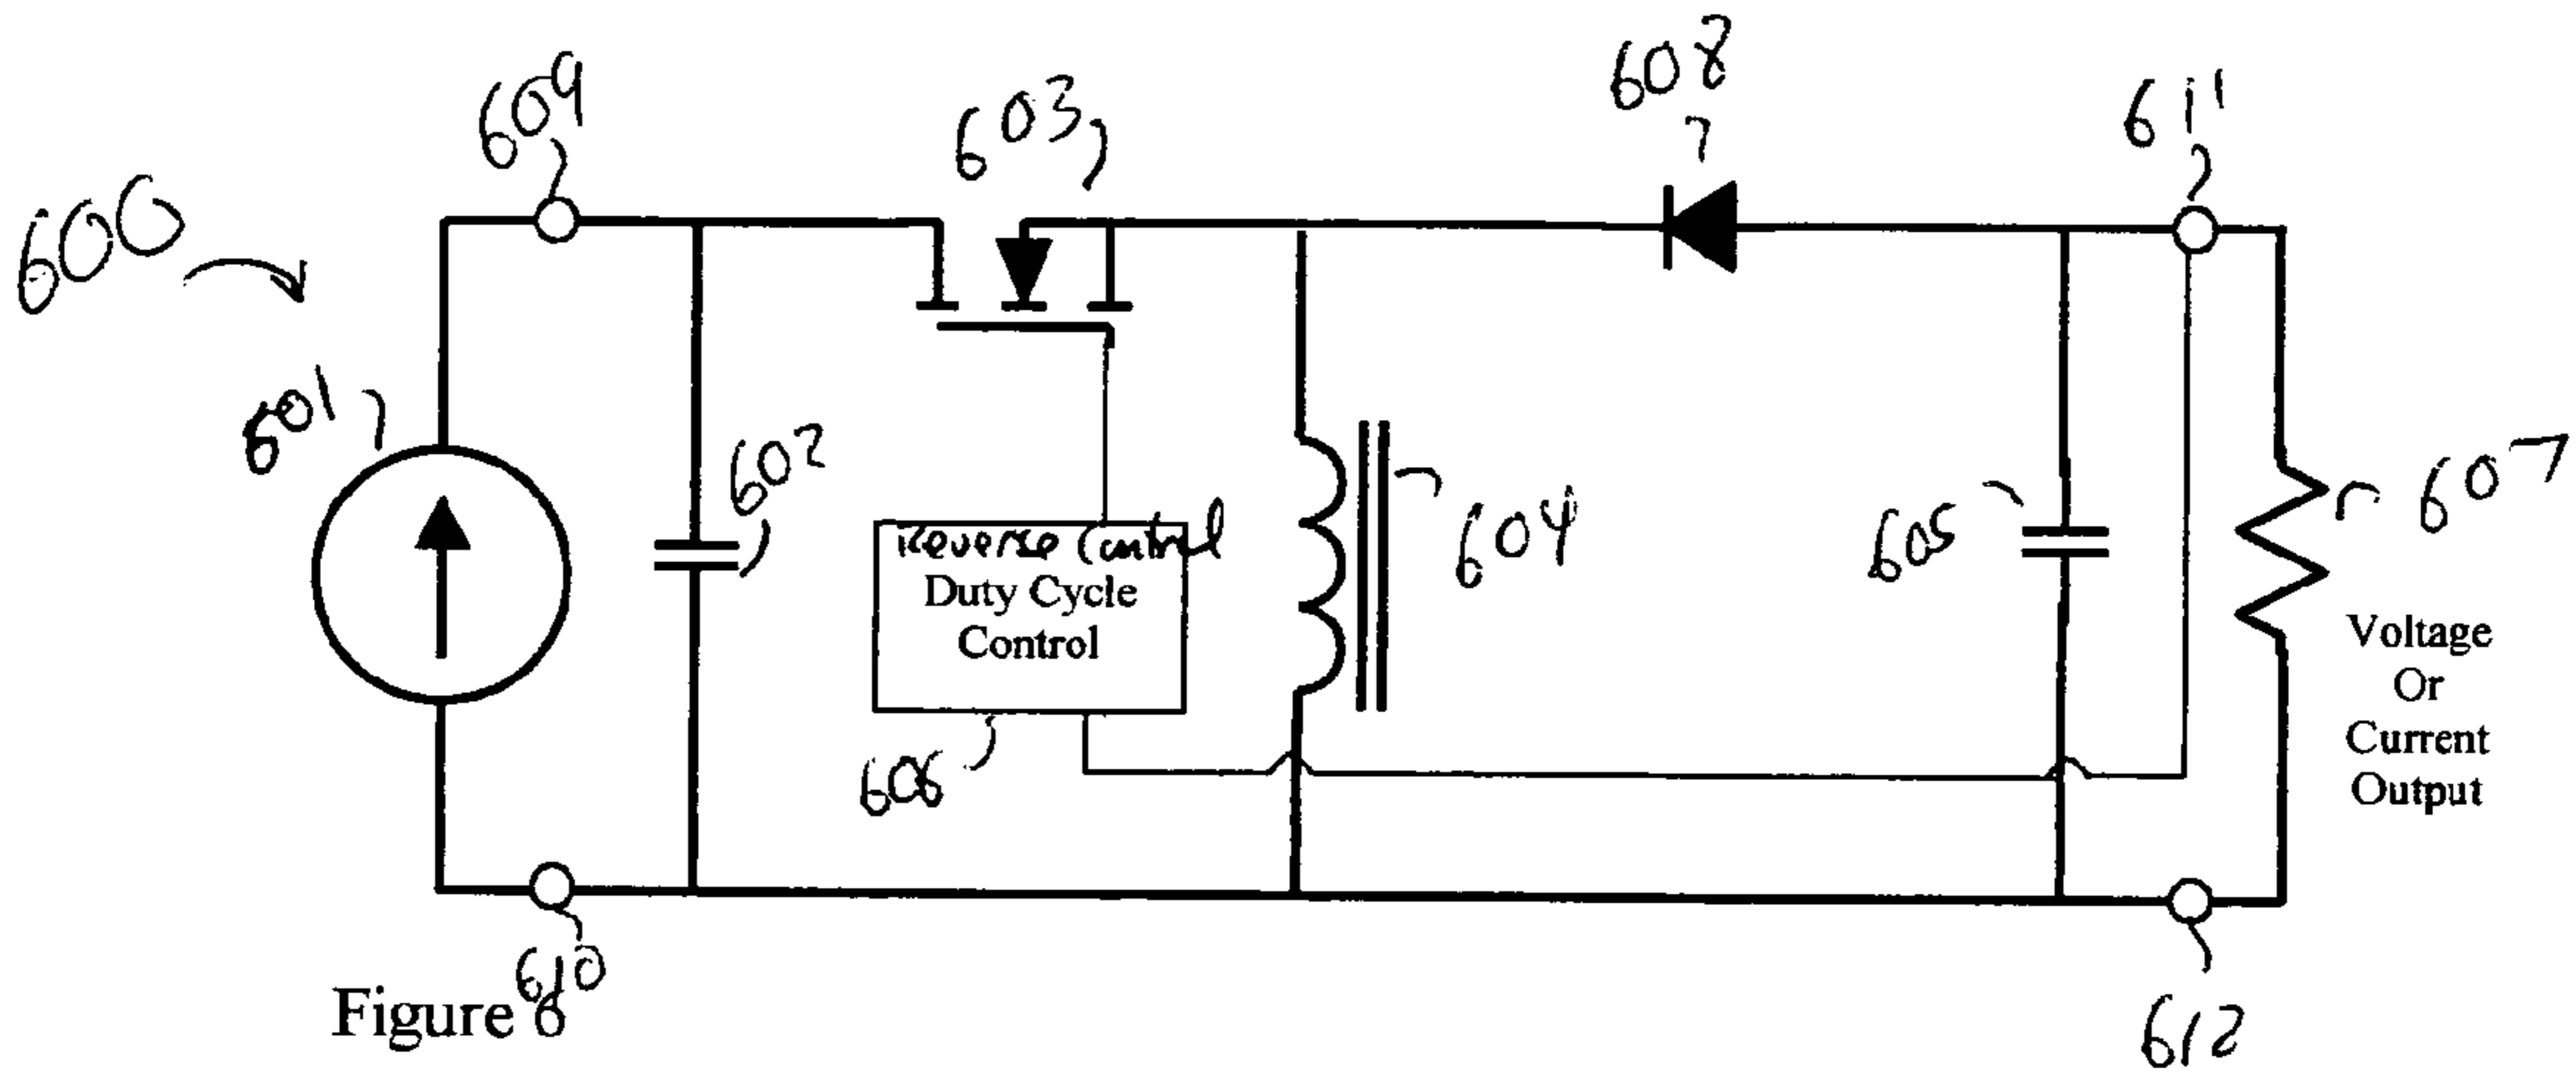 600
609
603
608
611
601
602
Reverse Control
Duty Cycle
Control
604
605
607
Voltage
Or
Current
Output
606
610
Figure 6
612